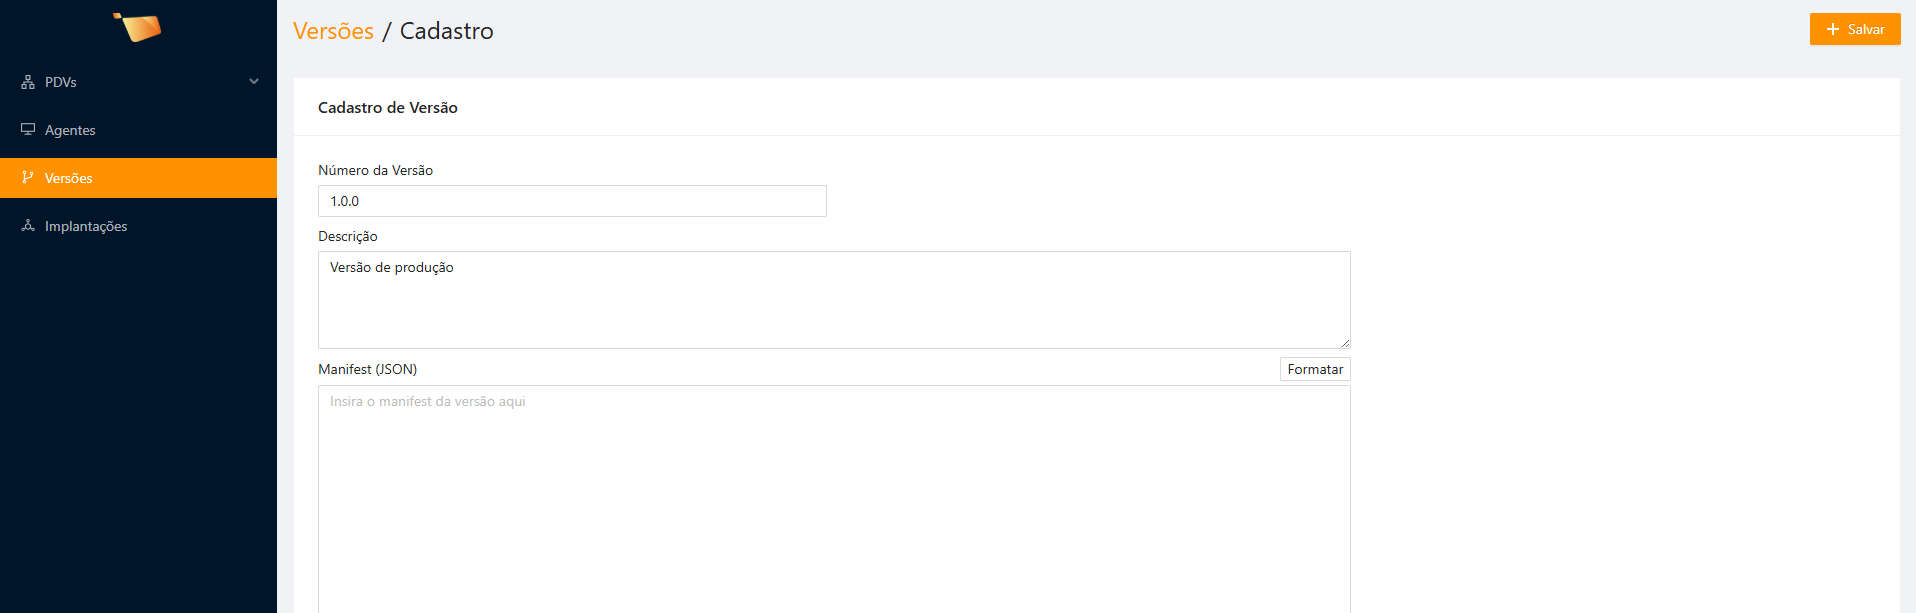 PDVs
Agentes
Versões
Implantações
Versões / Cadastro
Salvar
Cadastro de Versão
Número da Versão
1.0.0
Descrição
Versão de produção
Manifest (JSON)
Formatar
Insira o manifest da versão aqui